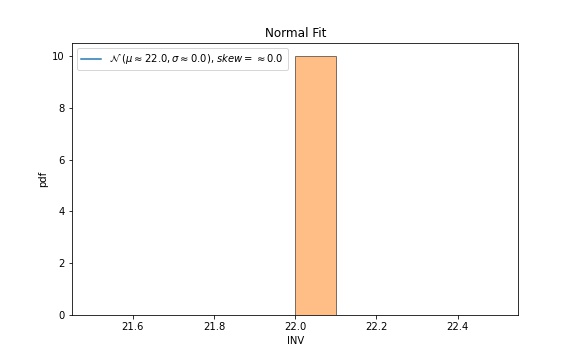 Normal Fit
𝒩(μ ≈ 22.0, σ ≈ 0.0), skew = ≈ 0.0
10
8
6
4
2
0
pdf
21.6 21.8 22.0 22.2 22.4
INV